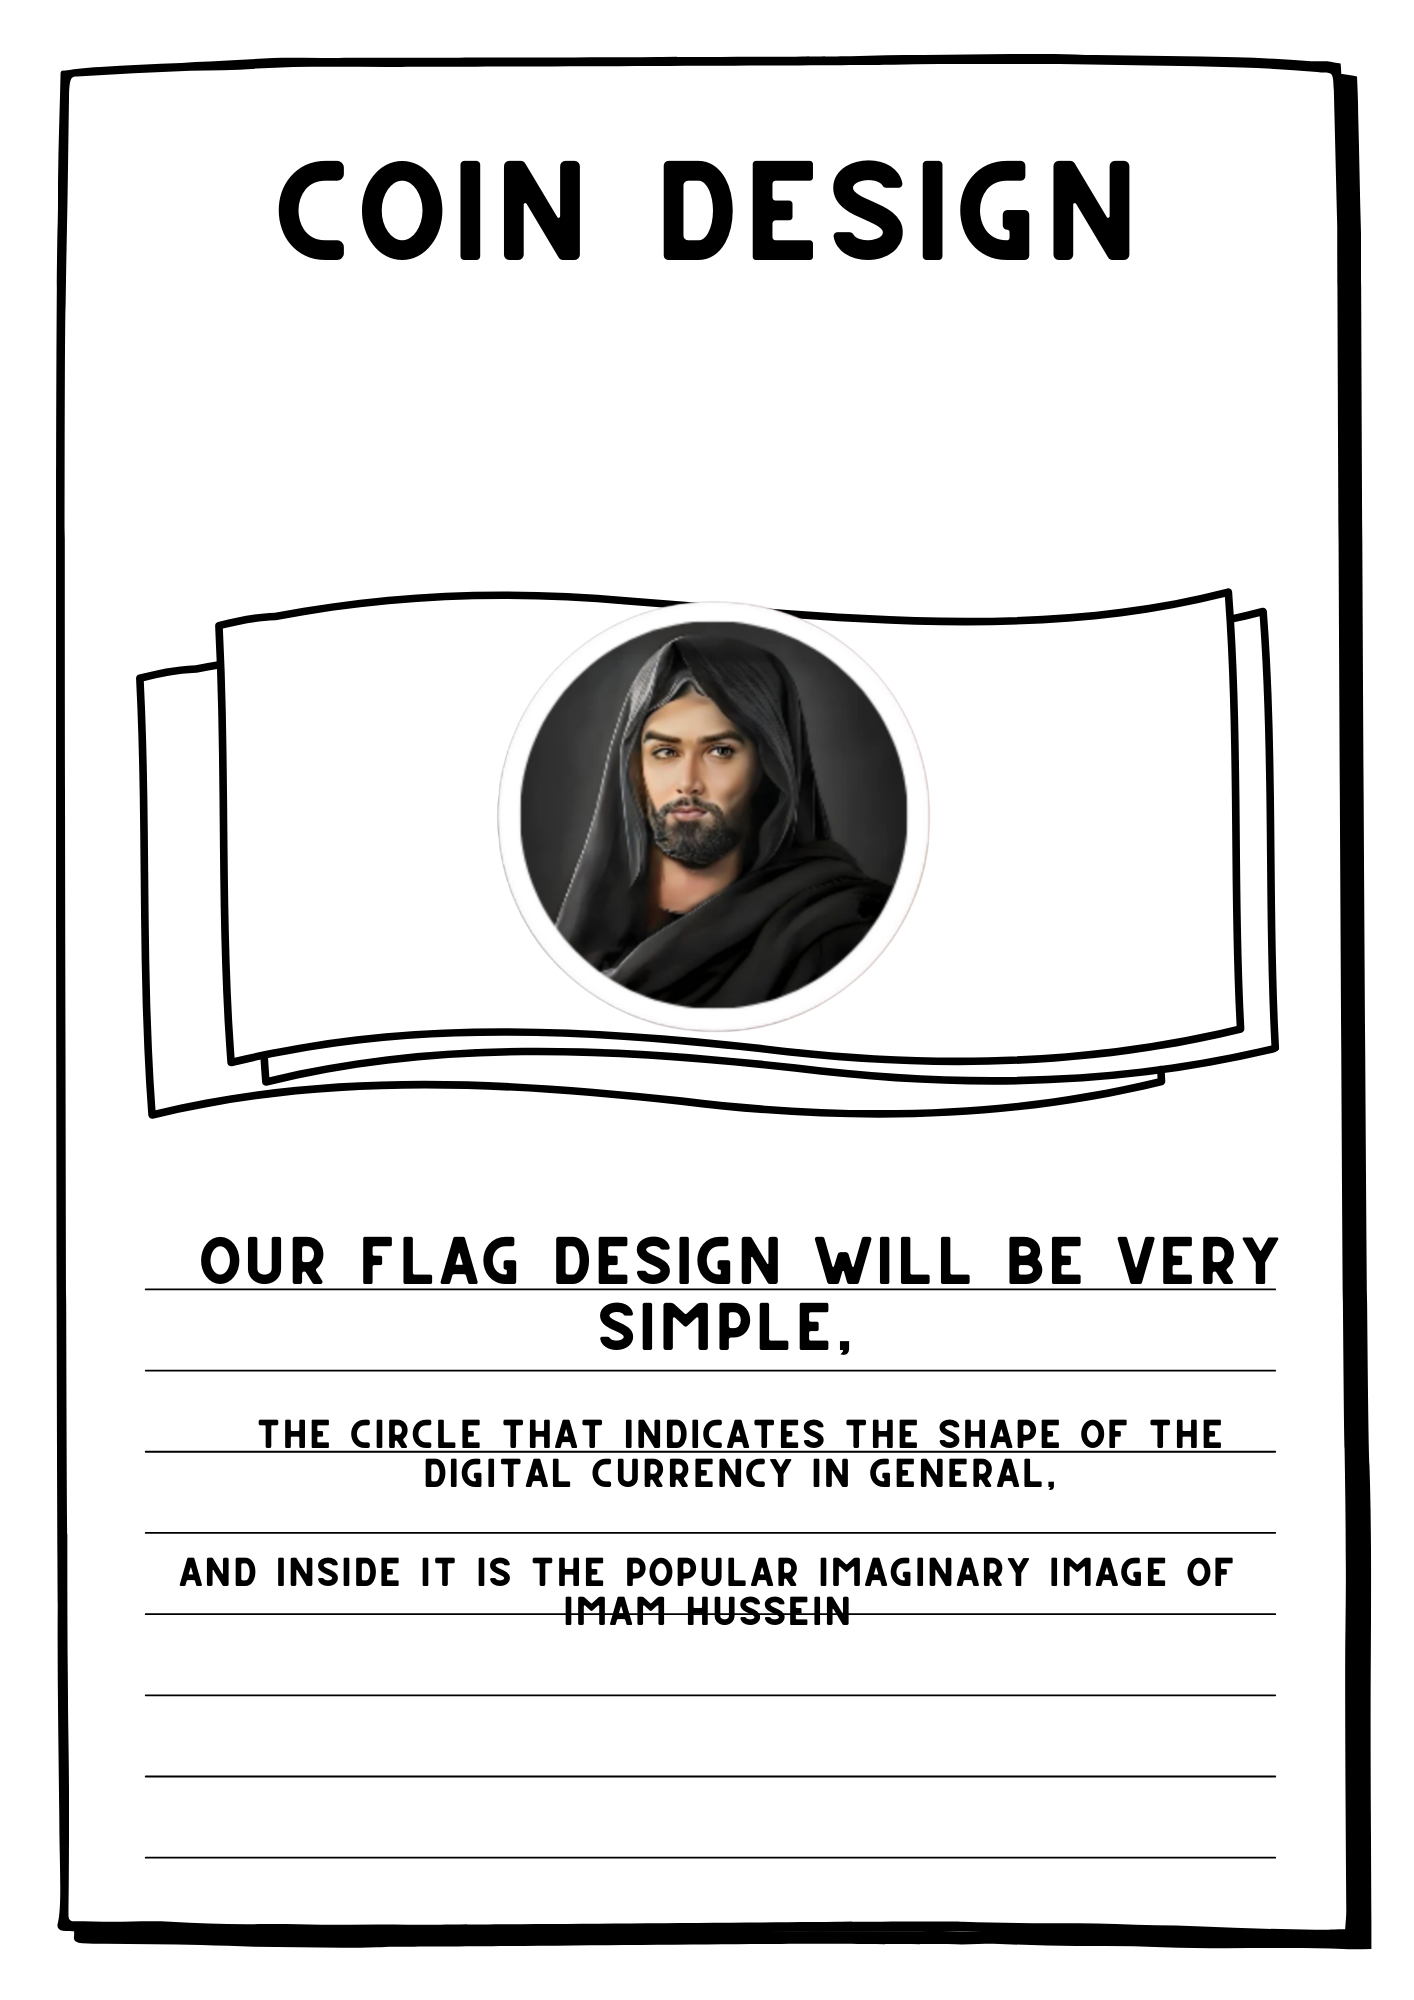 COIN DESIGN
OUR FLAG DESIGN WILL BE VERY
SIMPLE,
THE CIRCLE THAT INDICATES THE SHAPE OF THE
DIGITAL CURRENCY IN GENERAL,
AND INSIDE IT IS THE POPULAR IMAGINARY IMAGE OF
IMAM HUSSEIN